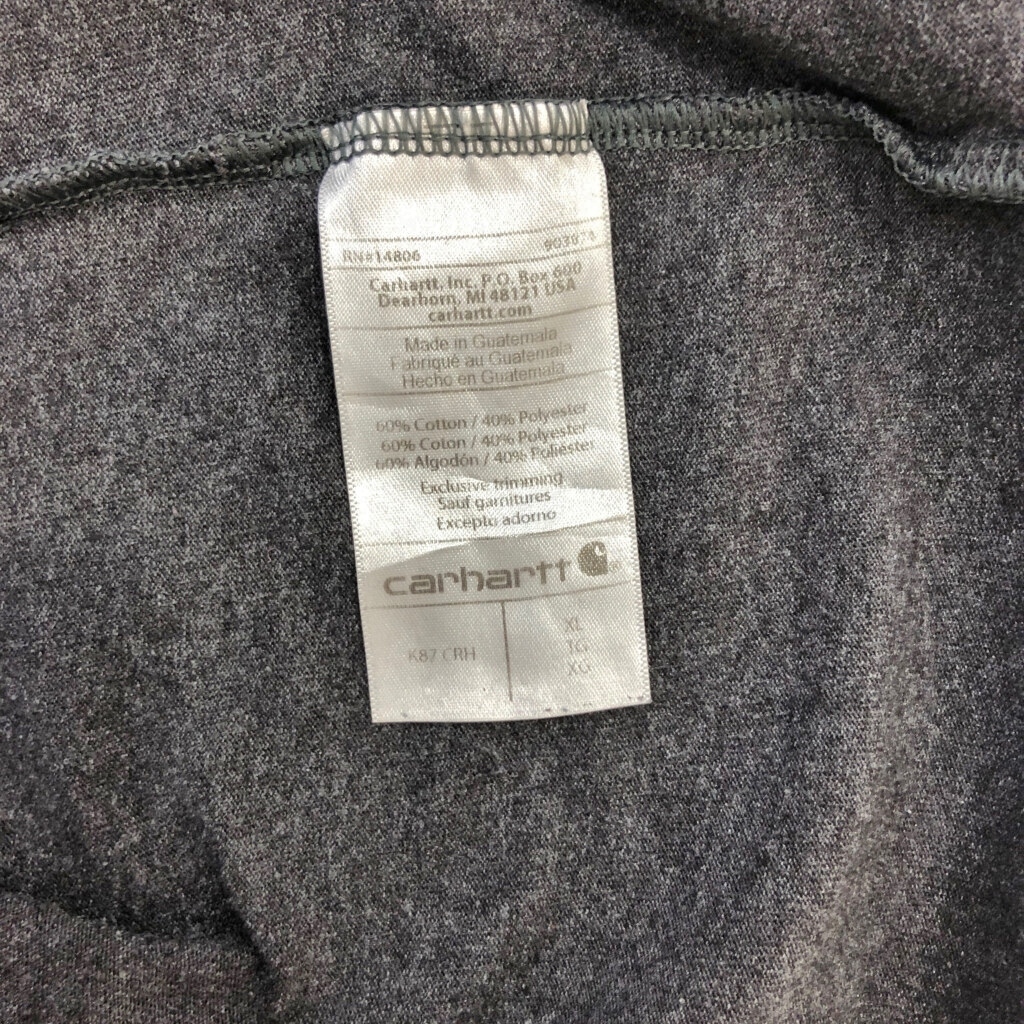 RN#14806
Carhartt, Inc. P.O. Box 600
Dearborn, MI 48121 USA
carhartt.com
Made in Guatemala
Fabriqué au Guatemala
Hecho en Guatemala
60% Cotton / 40% Polyester
60% Coton / 40% Polyester
60% Algodón / 40% Poliéster
Exclusive trimming
Sauf garnitures
Excepto adorno
carhartt
K87 CRH
XL
TG
XG